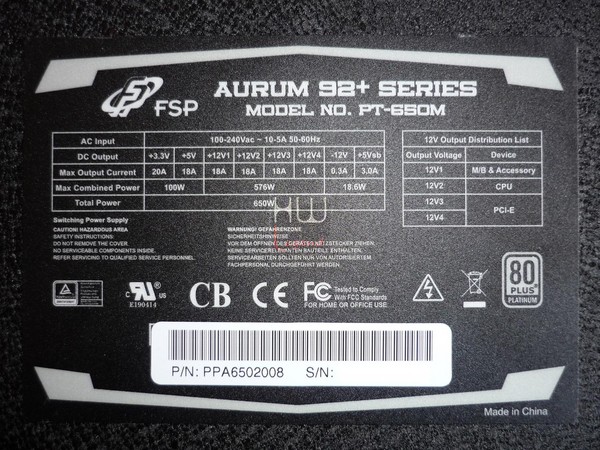 FSP
AURUM 92+ SERIES
MODEL NO. PT-650M
AC Input 100-240Vac ~ 10-5A 50-60Hz
DC Output +3.3V +5V +12V1 +12V2 +12V3 +12V4 -12V +5Vsb
Max Output Current 20A 18A 18A 18A 18A 18A 0.3A 3.0A
Max Combined Power 100W 576W 18.6W
Total Power 650W
12V Output Distribution List
Output Voltage Device
12V1 M/B & Accessory
12V2 CPU
12V3 PCI-E
12V4
Switching Power Supply
CAUTION! HAZARDOUS AREA
SAFETY INSTRUCTIONS:
DO NOT REMOVE THE COVER
NO SERVICEABLE COMPONENTS INSIDE.
REFER SERVICING TO QUALIFIED SERVICE PERSONNEL
WARNUNG! GEFAHRENZONE
SICHERHEITSHINWEISE
VOR DEM ÖFFNEN DES GERÄTES NETZSTECKER ZIEHEN
KEINE SERVICERELEVANTEN BAUTEILE ENTHALTEN.
SERVICEARBEITEN SOLLTEN NUR VON AUTORISIERTEM
FACHPERSONAL DURCHGEFÜHRT WERDEN.
HW
c RU us
E190414
CB
CE
FC Tested to Comply
With FCC Standards
FOR HOME OR OFFICE USE
80
PLUS
PLATINUM
P/N: PPA6502008 S/N:
Made in China